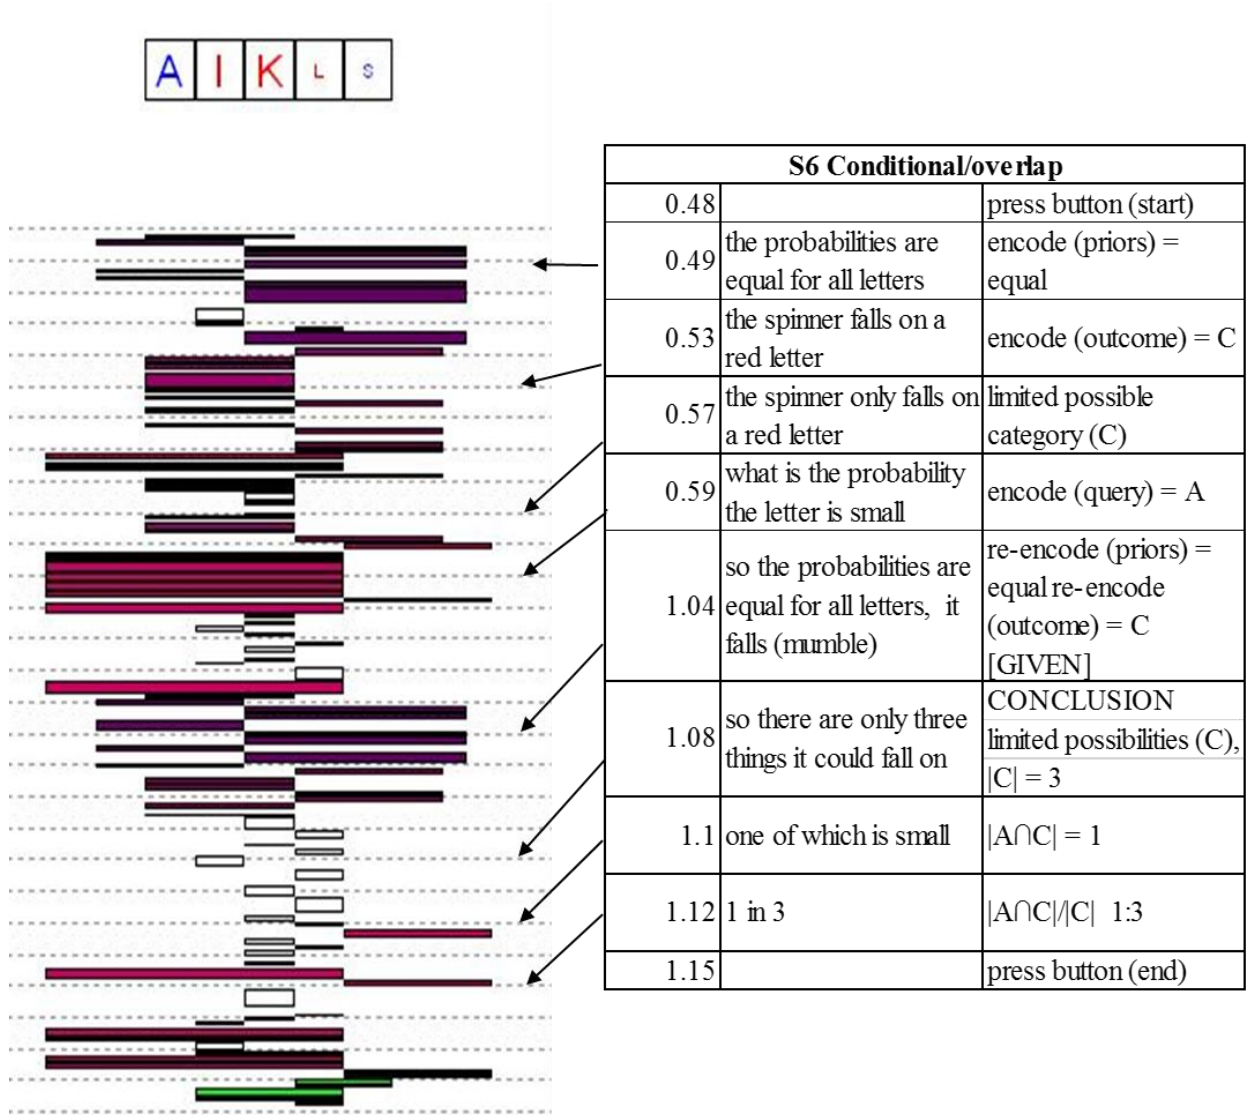 A I K L S
S6 Conditional/overlap
0.48 press button (start)
0.49 the probabilities are equal for all letters encode (priors) = equal
0.53 the spinner falls on a red letter encode (outcome) = C
0.57 the spinner only falls on a red letter limited possible category (C)
0.59 what is the probability the letter is small encode (query) = A
1.04 so the probabilities are equal for all letters, it falls (mumble) re-encode (priors) = equal re-encode (outcome) = C [GIVEN]
1.08 so there are only three things it could fall on CONCLUSION limited possibilities (C), |C| = 3
1.1 one of which is small |A∩C| = 1
1.12 1 in 3 |A∩C|/|C| 1:3
1.15 press button (end)